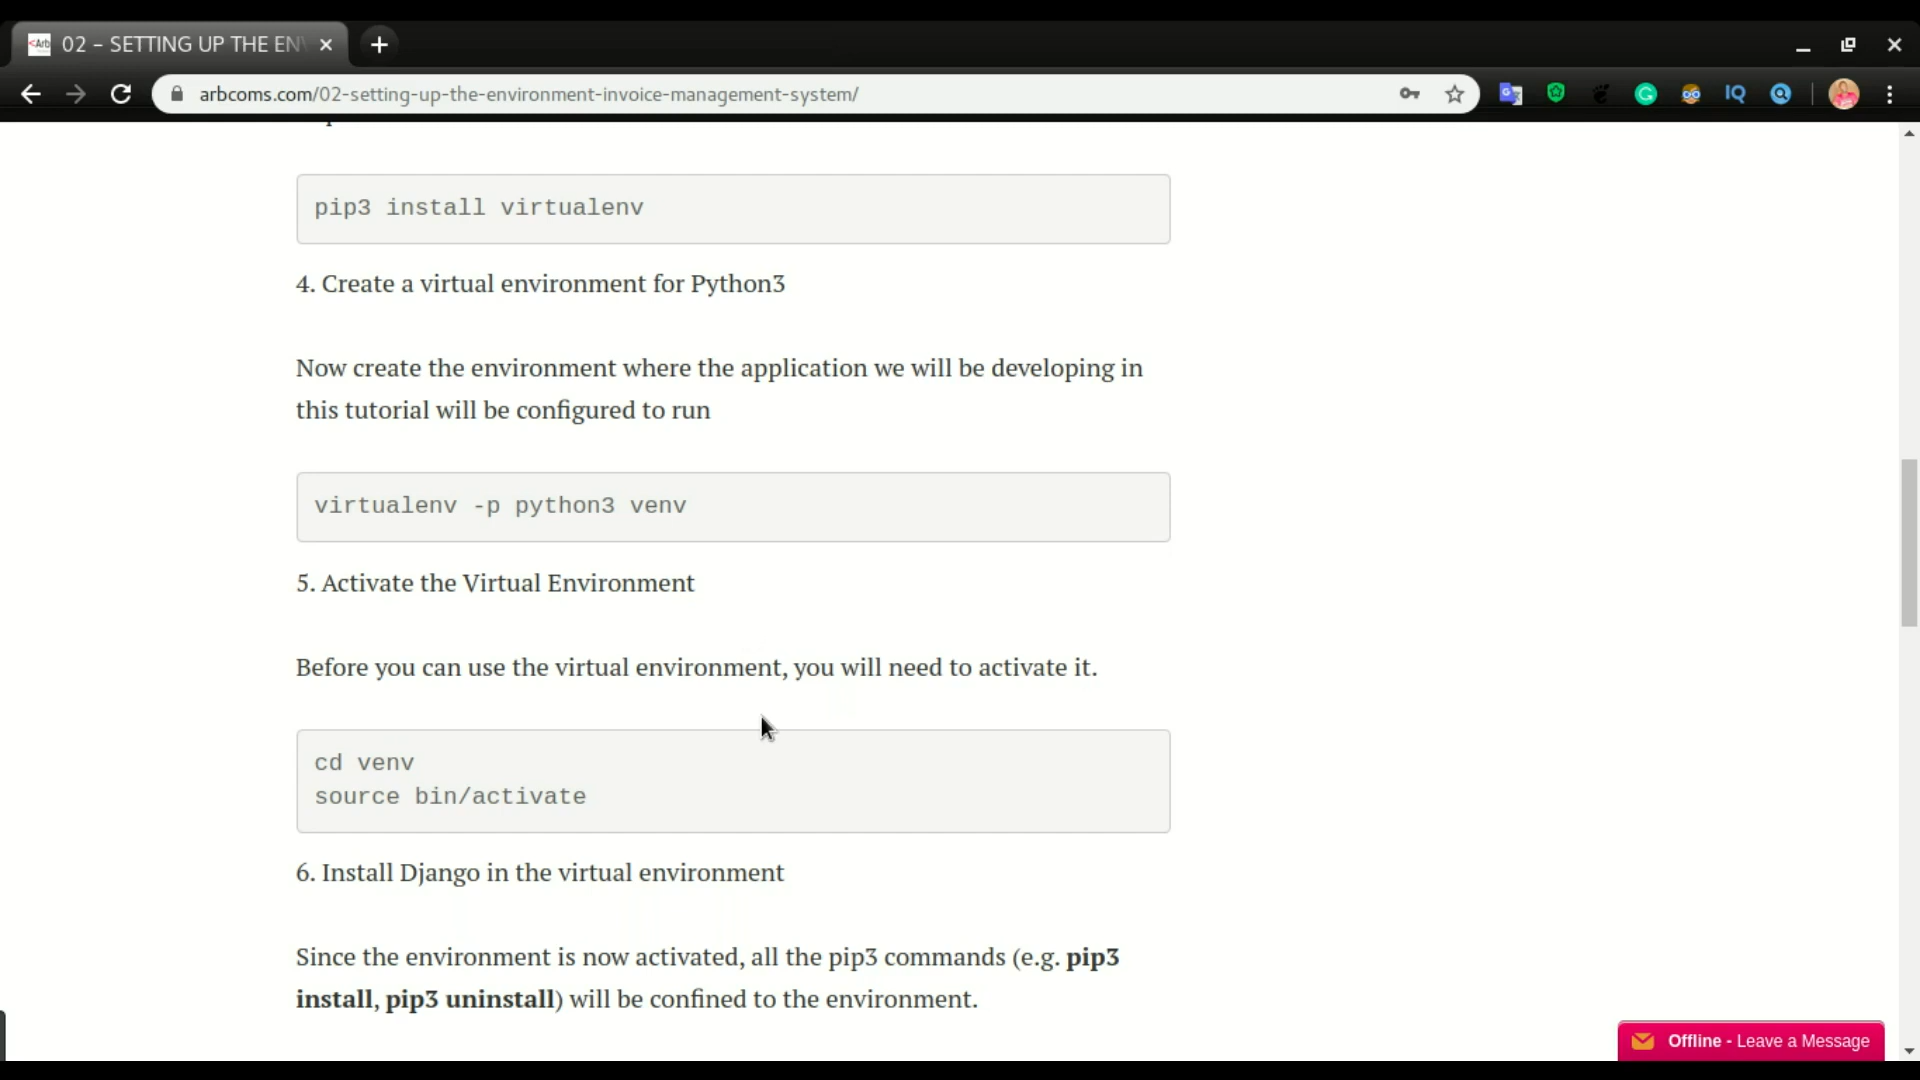 <Arb
02 – SETTING UP THE EN
arbcoms.com/02-setting-up-the-environment-invoice-management-system/
IQ
pip3 install virtualenv
4. Create a virtual environment for Python3
Now create the environment where the application we will be developing in
this tutorial will be configured to run
virtualenv -p python3 venv
5. Activate the Virtual Environment
Before you can use the virtual environment, you will need to activate it.
cd venv
source bin/activate
6. Install Django in the virtual environment
Since the environment is now activated, all the pip3 commands (e.g. pip3
install, pip3 uninstall) will be confined to the environment.
Offline - Leave a Message